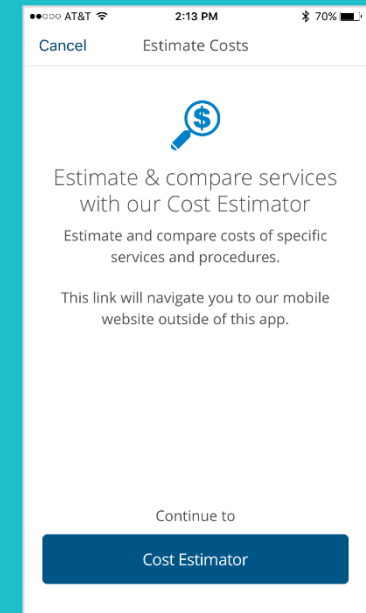 AT&T 2:13 PM 70%
Cancel Estimate Costs
$
Estimate & compare services
with our Cost Estimator
Estimate and compare costs of specific
services and procedures.
This link will navigate you to our mobile
website outside of this app.
Continue to
Cost Estimator